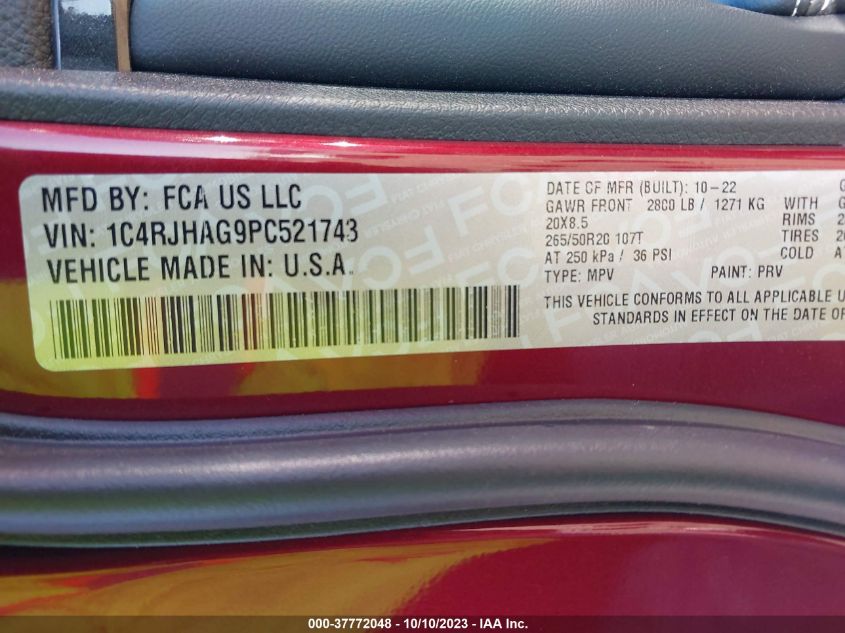 MFD BY: FCA US LLC
VIN: 1C4RJHAG9PC521743
VEHICLE MADE IN: U.S.A.
DATE OF MFR (BUILT): 10-22
GAWR FRONT 2800 LB / 1271 KG WITH
20X8.5 RIMS
265/50R20 107T TIRES
AT 250 kPa / 36 PSI COLD
TYPE: MPV PAINT: PRV
THIS VEHICLE CONFORMS TO ALL APPLICABLE U
STANDARDS IN EFFECT ON THE DATE OF
000-37772048 - 10/10/2023 - IAA Inc.